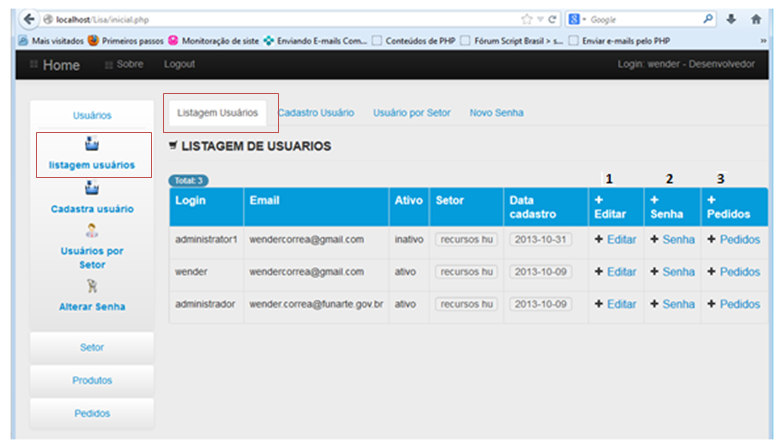 localhost/Lisa/inicial.php
Google
Mais visitados Primeiros passos Monitoração de siste Enviando E-mails Com... Conteúdos de PHP Fórum Script Brasil > s... Enviar e-mails pelo PHP »
Home Sobre Logout Login: wender - Desenvolvedor
Usuários
listagem usuários
Cadastra usuário
Usuários por
Setor
Alterar Senha
Setor
Produtos
Pedidos
Listagem Usuários Cadastro Usuário Usuário por Setor Novo Senha
LISTAGEM DE USUARIOS
1 2 3
Total: 3
Login Email Ativo Setor Data cadastro + Editar + Senha + Pedidos
administrator1 wendercorrea@gmail.com inativo recursos hu 2013-10-31 + Editar + Senha + Pedidos
wender wendercorrea@gmail.com ativo recursos hu 2013-10-09 + Editar + Senha + Pedidos
administrador wender.correa@funarte.gov.br ativo recursos hu 2013-10-09 + Editar + Senha + Pedidos